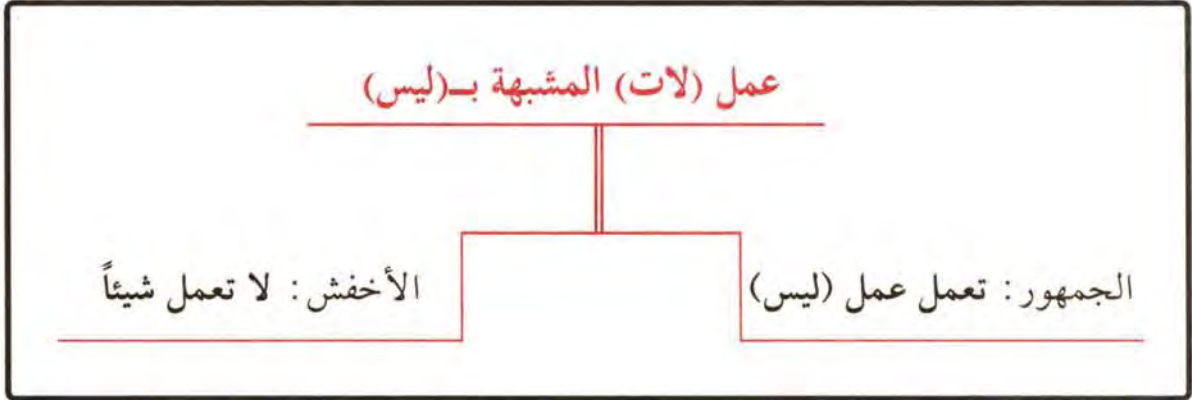 عمل (لات) المشبهة بـ(ليس)
الجمهور: تعمل عمل (ليس)
الأخفش: لا تعمل شيئاً